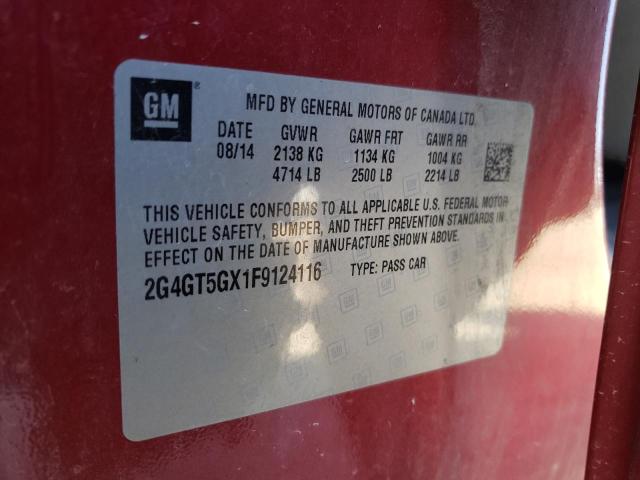 GM
MFD BY GENERAL MOTORS OF CANADA LTD.
DATE GVWR GAWR FRT GAWR RR
08/14 2138 KG 1134 KG 1004 KG
4714 LB 2500 LB 2214 LB
THIS VEHICLE CONFORMS TO ALL APPLICABLE U.S. FEDERAL MOTOR
VEHICLE SAFETY, BUMPER, AND THEFT PREVENTION STANDARDS IN
EFFECT ON THE DATE OF MANUFACTURE SHOWN ABOVE.
2G4GT5GX1F9124116 TYPE: PASS CAR